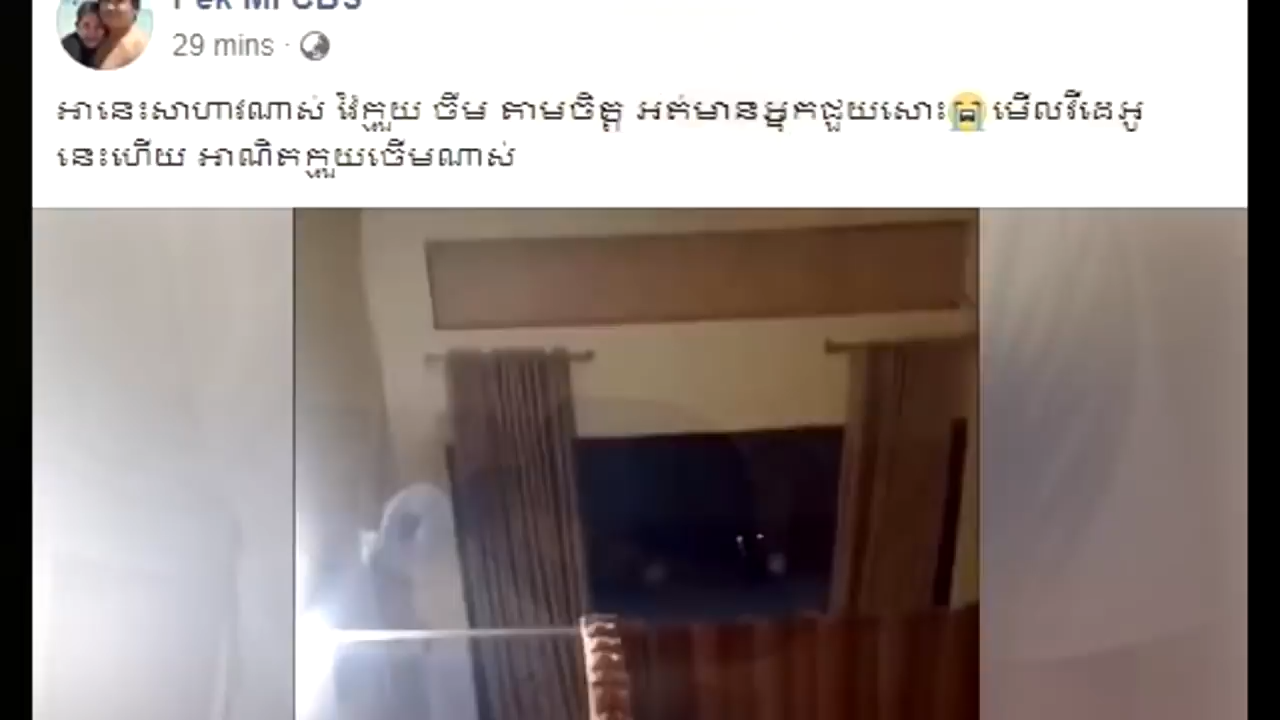 29 mins ·
អានេះសាហាវណាស់ វ៉ៃក្មួយ ចឹម តាមចិត្ត អត់មានអ្នកជួយសោះ😭 មើលវីគេអូ
នេះហើយ អាណិតក្មួយចើមណាស់